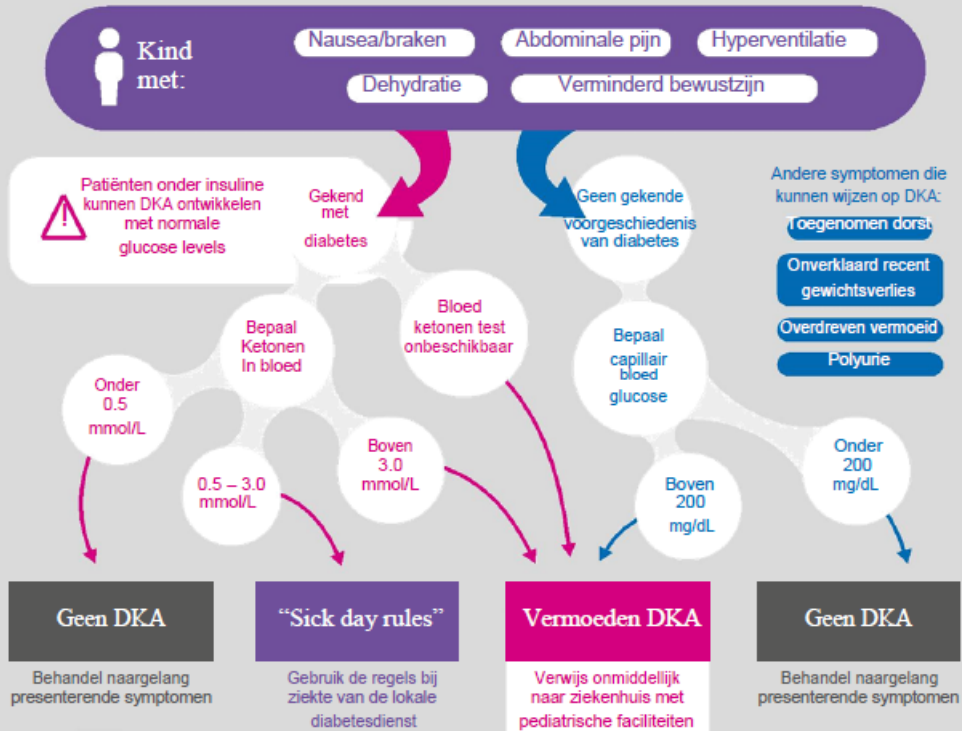 Kind
met:
Nausea/braken
Abdominale pijn
Hyperventilatie
Dehydratie
Verminderd bewustzijn
Patiënten onder insuline
kunnen DKA ontwikkelen
met normale
glucose levels
Gekend
met
diabetes
Geen gekende
voorgeschiedenis
van diabetes
Andere symptomen die
kunnen wijzen op DKA:
Toegenomen dorst
Onverklaard recent
gewichtsverlies
Overdreven vermoeid
Polyurie
Bepaal
Ketonen
In bloed
Bloed
ketonen test
onbeschikbaar
Bepaal
capillair
bloed
glucose
Onder
0.5
mmol/L
0.5 – 3.0
mmol/L
Boven
3.0
mmol/L
Boven
200
mg/dL
Onder
200
mg/dL
Geen DKA
Behandel naargelang
presenterende symptomen
“Sick day rules”
Gebruik de regels bij
ziekte van de lokale
diabetesdienst
Vermoeden DKA
Verwijs onmiddellijk
naar ziekenhuis met
pediatrische faciliteiten
Geen DKA
Behandel naargelang
presenterende symptomen